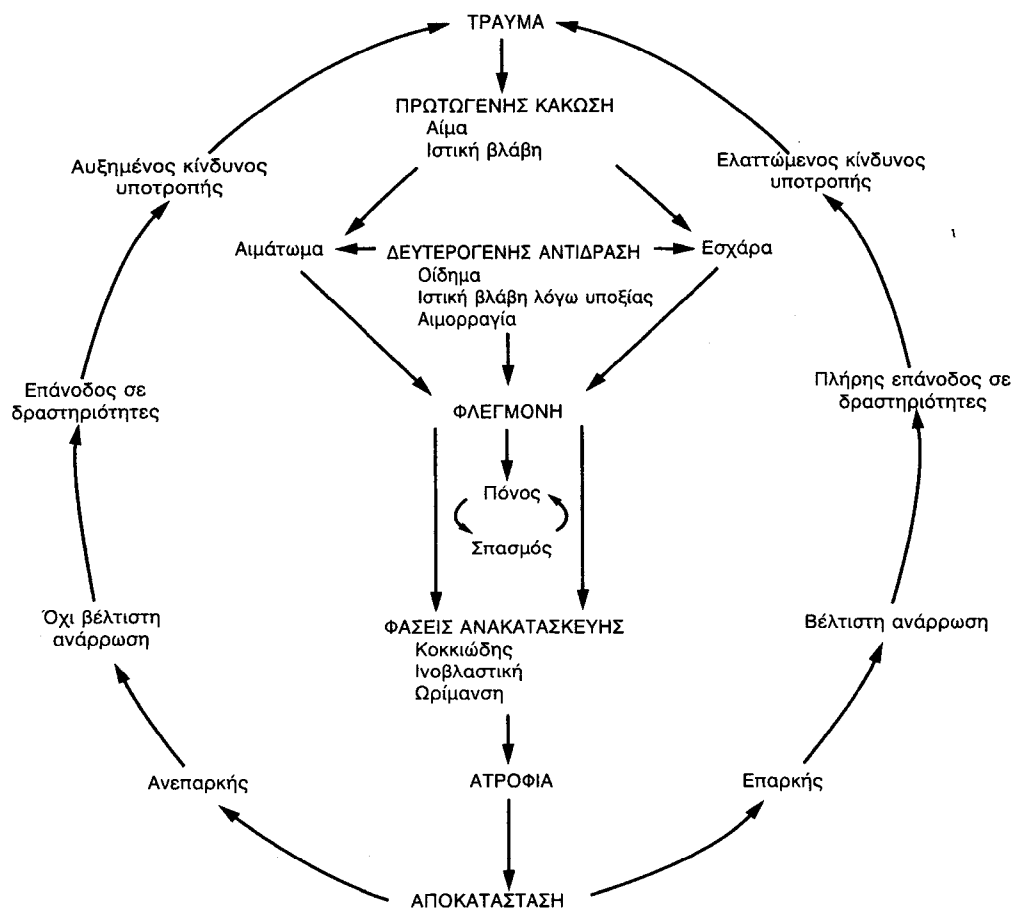 ΤΡΑΥΜΑ
ΠΡΩΤΟΓΕΝΗΣ ΚΑΚΩΣΗ
Αίμα
Ιστική βλάβη
Αυξημένος κίνδυνος
υποτροπής
Ελαττώμενος κίνδυνος
υποτροπής
Αιμάτωμα
ΔΕΥΤΕΡΟΓΕΝΗΣ ΑΝΤΙΔΡΑΣΗ
Εσχάρα
Οίδημα
Ιστική βλάβη λόγω υποξίας
Αιμορραγία
Επάνοδος σε
δραστηριότητες
Πλήρης επάνοδος σε
δραστηριότητες
ΦΛΕΓΜΟΝΗ
Πόνος
Σπασμός
Όχι βέλτιστη
ανάρρωση
Βέλτιστη ανάρρωση
ΦΑΣΕΙΣ ΑΝΑΚΑΤΑΣΚΕΥΗΣ
Κοκκιώδης
Ινοβλαστική
Ωρίμανση
Ανεπαρκής
ΑΤΡΟΦΙΑ
Επαρκής
ΑΠΟΚΑΤΑΣΤΑΣΗ